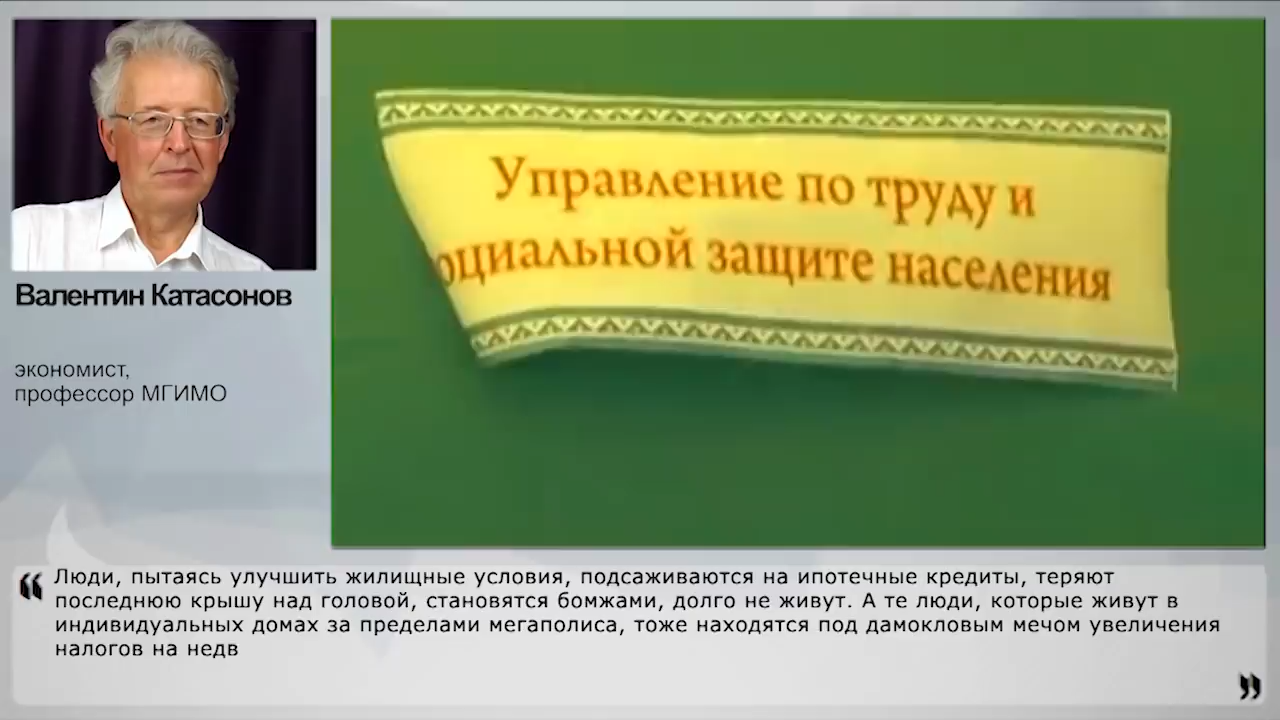 Управление по труду и
оциальной защите населения
Валентин Катасонов
экономист,
профессор МГИМО
“
Люди, пытаясь улучшить жилищные условия, подсаживаются на ипотечные кредиты, теряют
последнюю крышу над головой, становятся бомжами, долго не живут. А те люди, которые живут в
индивидуальных домах за пределами мегаполиса, тоже находятся под дамокловым мечом увеличения
налогов на недв
”